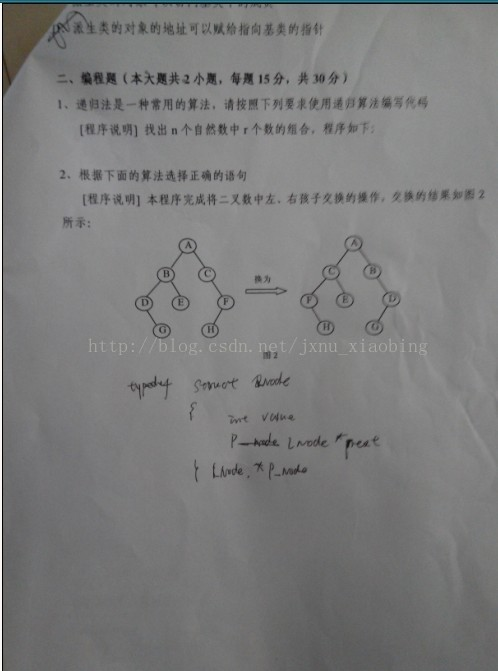 派生类的对象的地址可以赋给指向基类的指针
二、编程题（本大题共2小题，每题15分，共30分）
1、递归法是一种常用的算法，请按照下列要求使用递归算法编写代码
[程序说明] 找出n个自然数中r个数的组合，程序如下：
2、根据下面的算法选择正确的语句
[程序说明] 本程序完成将二叉数中左、右孩子交换的操作，交换的结果如图2
所示：
A
B C
D E F
G H
换为
A
C B
F E D
H G
http://blog.csdn.net/jxnu_xiaobing
图2
typedef struct node
{
int value
P_node Lnode *next
} Lnode, *P_node